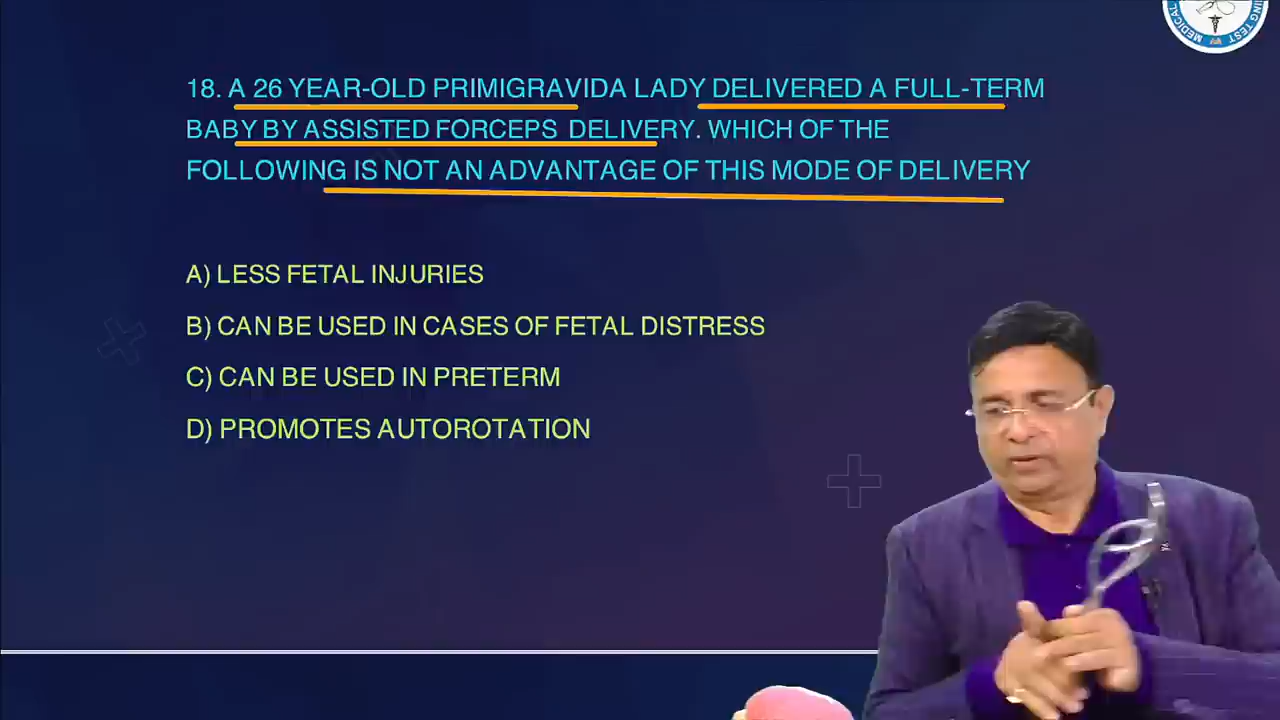 MEDICAL
18. A 26 YEAR-OLD PRIMIGRAVIDA LADY DELIVERED A FULL-TERM
BABY BY ASSISTED FORCEPS DELIVERY. WHICH OF THE
FOLLOWING IS NOT AN ADVANTAGE OF THIS MODE OF DELIVERY
A) LESS FETAL INJURIES
B) CAN BE USED IN CASES OF FETAL DISTRESS
C) CAN BE USED IN PRETERM
D) PROMOTES AUTOROTATION